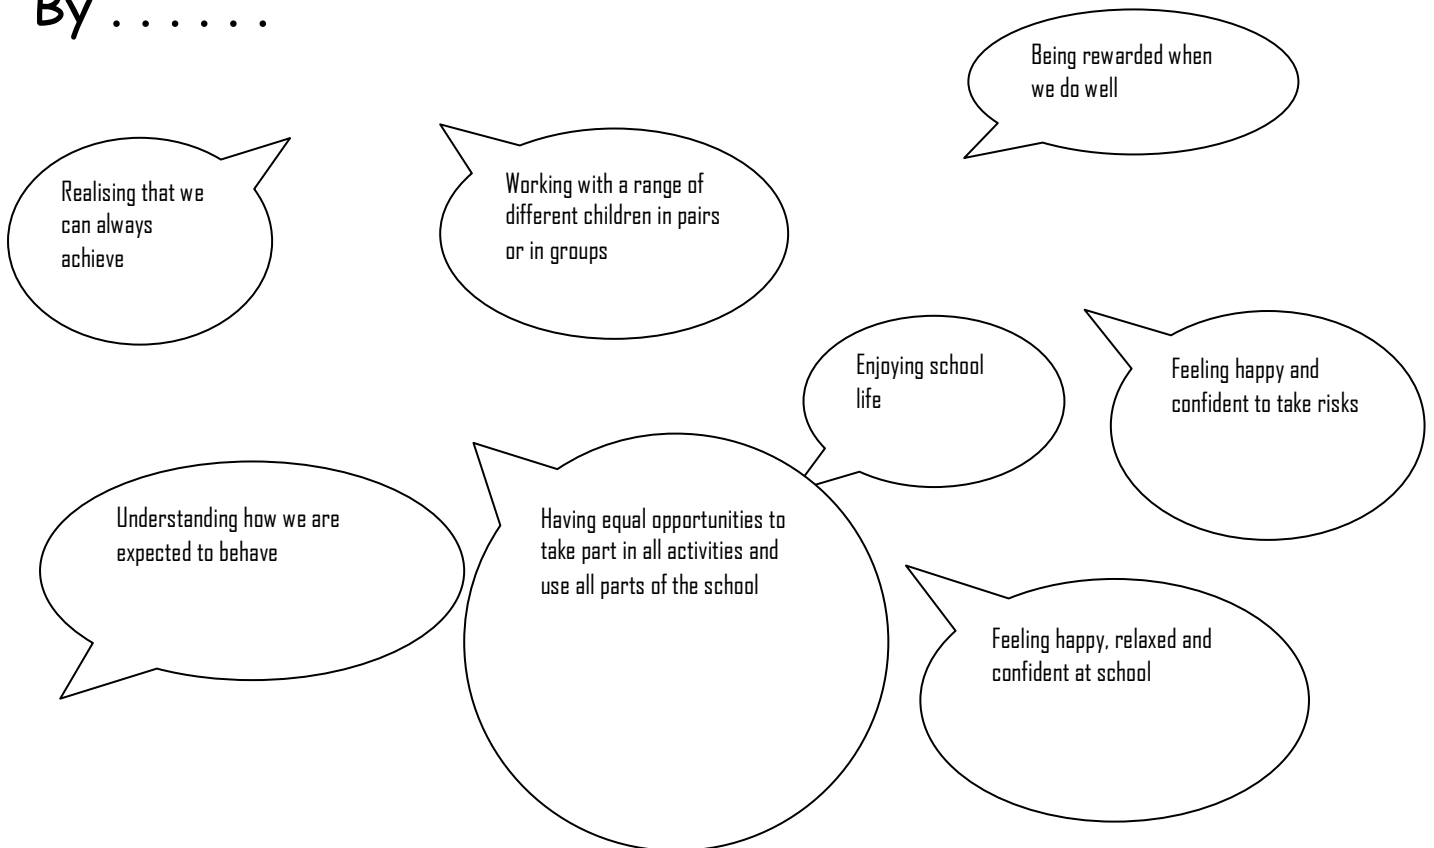 By . . . . . .
Being rewarded when
we do well
Realising that we
can always
achieve
Working with a range of
different children in pairs
or in groups
Enjoying school
life
Feeling happy and
confident to take risks
Understanding how we are
expected to behave
Having equal opportunities to
take part in all activities and
use all parts of the school
Feeling happy, relaxed and
confident at school